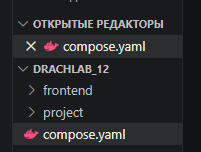 ОТКРЫТЫЕ РЕДАКТОРЫ
compose.yaml
DRACHLAB_12
frontend
project
compose.yaml